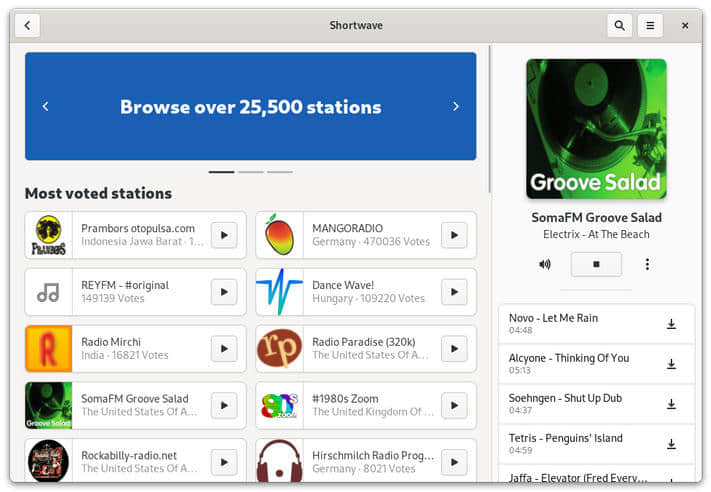 Shortwave
Browse over 25,500 stations
Most voted stations
Prambors otopulsa.com
Indonesia Jawa Barat · 1...
MANGORADIO
Germany · 470036 Votes
REYFM - #original
149139 Votes
Dance Wave!
Hungary · 109220 Votes
Radio Mirchi
India · 16821 Votes
Radio Paradise (320k)
The United States Of A...
SomaFM Groove Salad
The United States Of A...
#1980s Zoom
The United Kingdom Of ...
Rockabilly-radio.net
The United States Of A...
Hirschmilch Radio Prog...
Germany · 8021 Votes
PRAMBORS
R
rp
Groove Salad
80s
ZOOM
Groove Salad
SomaFM Groove Salad
Electrix - At The Beach
Novo - Let Me Rain
04:48
Alcyone - Thinking Of You
05:13
Soehngen - Shut Up Dub
04:37
Tetris - Penguins' Island
04:59
Jaffa - Elevator (Fred Every...